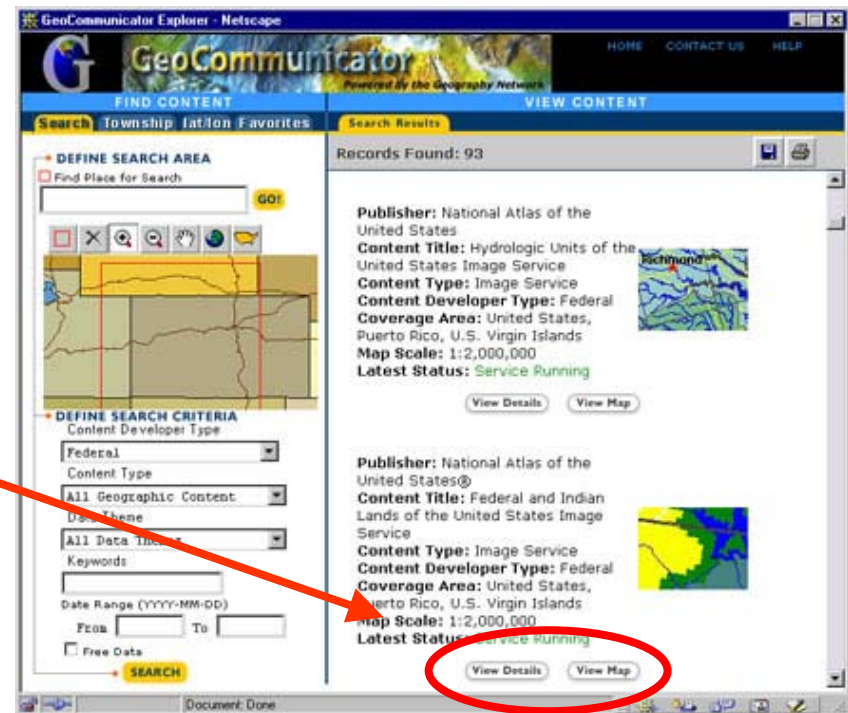 GeoCommunicator Explorer - Netscape
GeoCommunicator
Powered by the Geography Network
HOME CONTACT US HELP
FIND CONTENT
VIEW CONTENT
Search Township lat/lon Favorites
Search Results
DEFINE SEARCH AREA
Find Place for Search
GO!
DEFINE SEARCH CRITERIA
Content Developer Type
Federal
Content Type
All Geographic Content
Data Theme
All Data Themes
Keywords
Date Range (YYYY-MM-DD)
From To
Free Data
SEARCH
Records Found: 93
Publisher: National Atlas of the
United States
Content Title: Hydrologic Units of the
United States Image Service
Content Type: Image Service
Content Developer Type: Federal
Coverage Area: United States,
Puerto Rico, U.S. Virgin Islands
Map Scale: 1:2,000,000
Latest Status: Service Running
Richmond
View Details View Map
Publisher: National Atlas of the
United States®
Content Title: Federal and Indian
Lands of the United States Image
Service
Content Type: Image Service
Content Developer Type: Federal
Coverage Area: United States,
Puerto Rico, U.S. Virgin Islands
Map Scale: 1:2,000,000
Latest Status: Service Running
View Details View Map
Document: Done